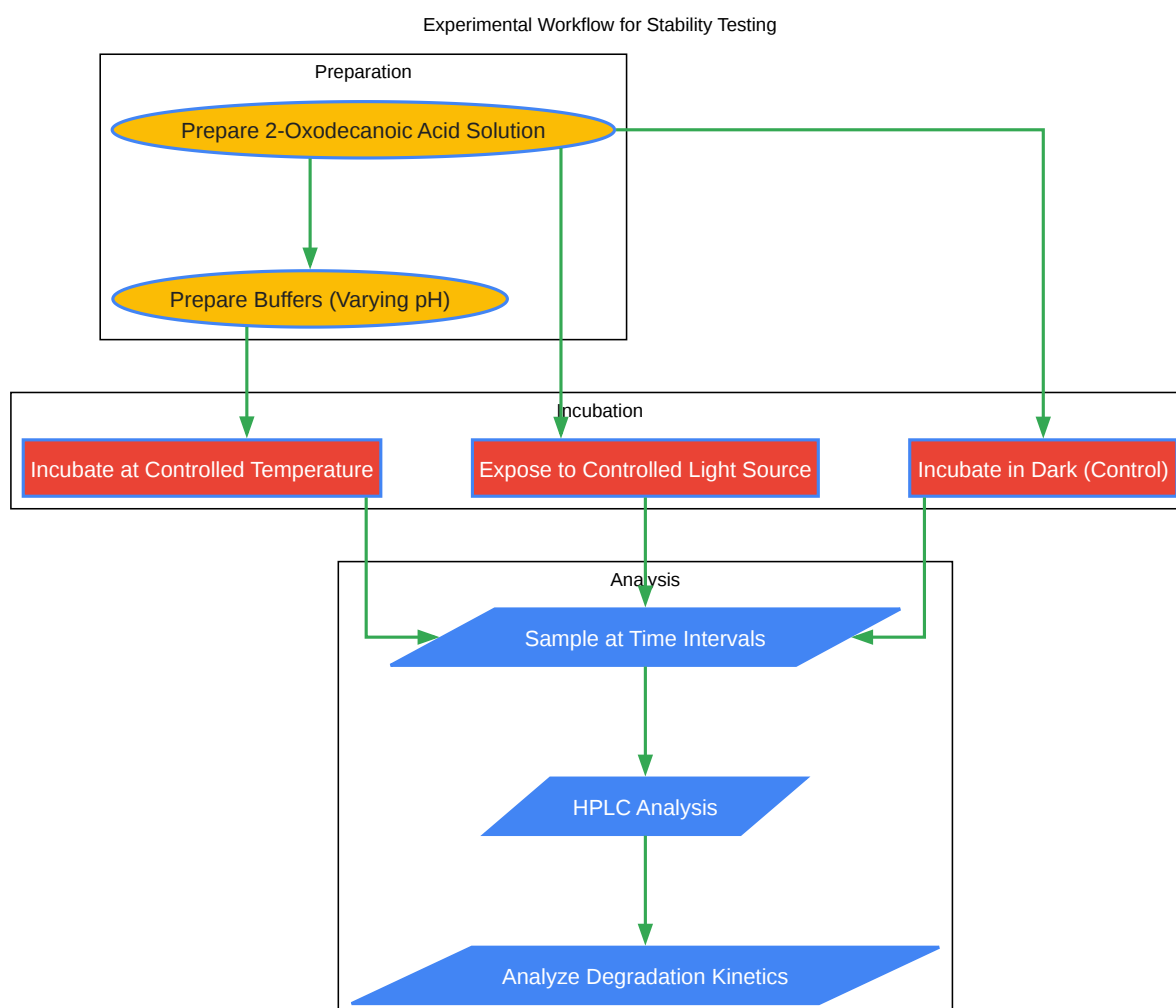 Experimental Workflow for Stability Testing
Preparation
Prepare 2-Oxodecanoic Acid Solution
Prepare Buffers (Varying pH)
Incubation
Incubate at Controlled Temperature
Expose to Controlled Light Source
Incubate in Dark (Control)
Analysis
Sample at Time Intervals
HPLC Analysis
Analyze Degradation Kinetics